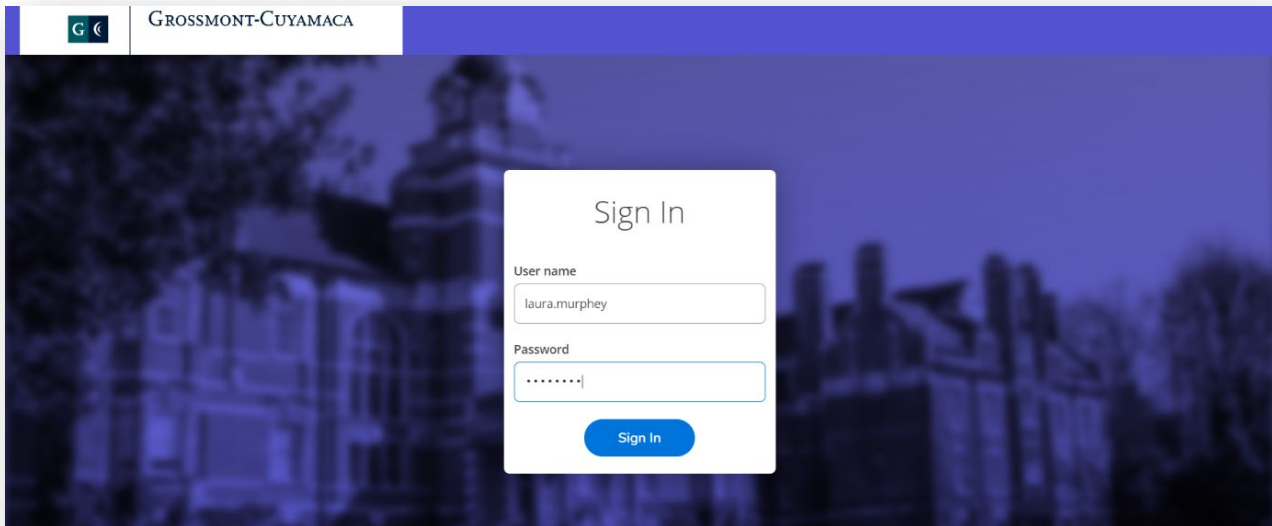 G C
GROSSMONT-CUYAMACA
Sign In
User name
laura.murphey
Password
••••••••
Sign In